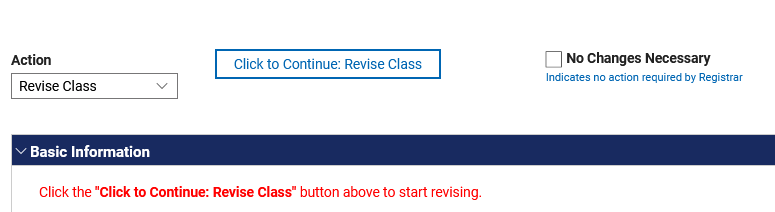 Action
Revise Class
Click to Continue: Revise Class
No Changes Necessary
Indicates no action required by Registrar
Basic Information
Click the "Click to Continue: Revise Class" button above to start revising.